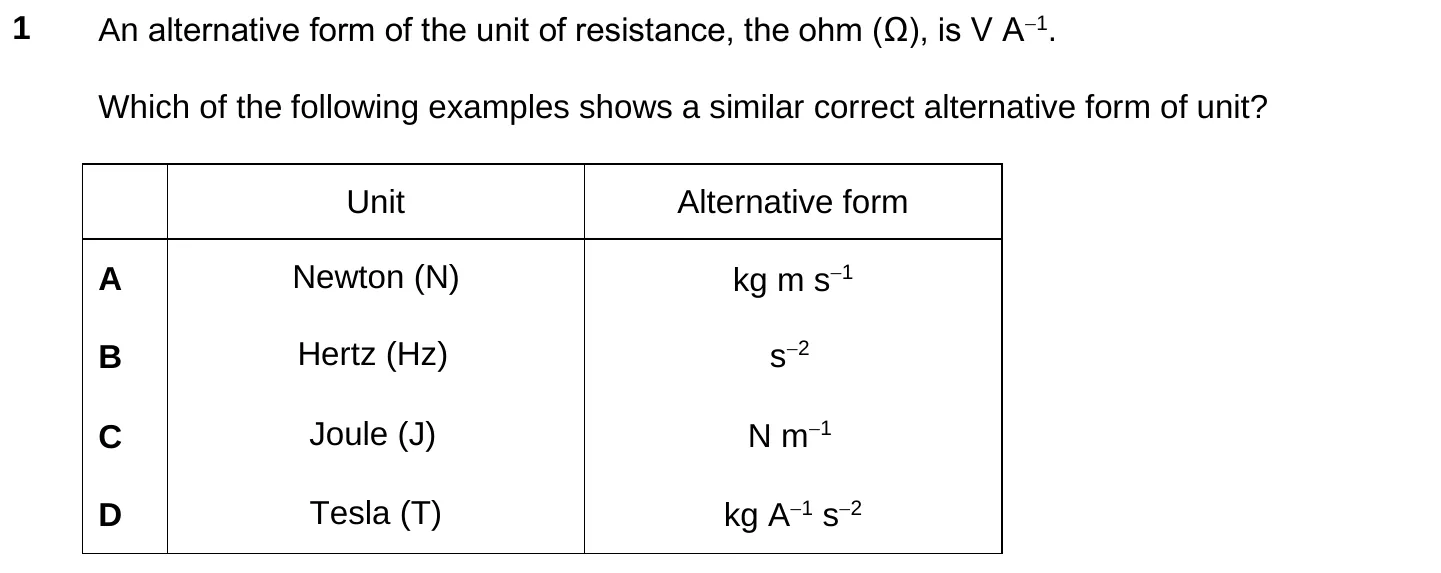 1 An alternative form of the unit of resistance, the ohm (Ω), is V A⁻¹.
Which of the following examples shows a similar correct alternative form of unit?
Unit Alternative form
A Newton (N) kg m s⁻¹
B Hertz (Hz) s⁻²
C Joule (J) N m⁻¹
D Tesla (T) kg A⁻¹ s⁻²